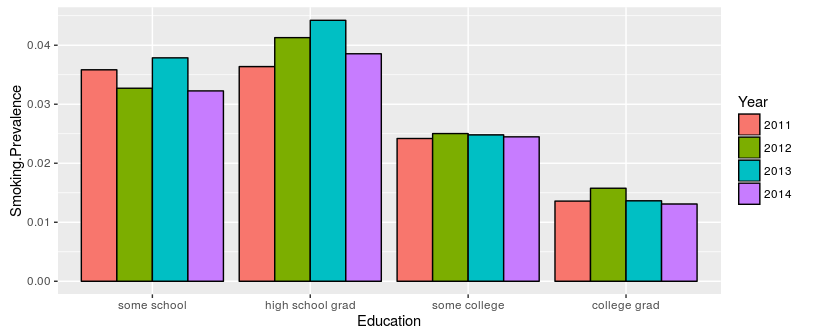 Smoking.Prevalence
0.04
0.03
0.02
0.01
0.00
some school
high school grad
some college
college grad
Education
Year
2011
2012
2013
2014